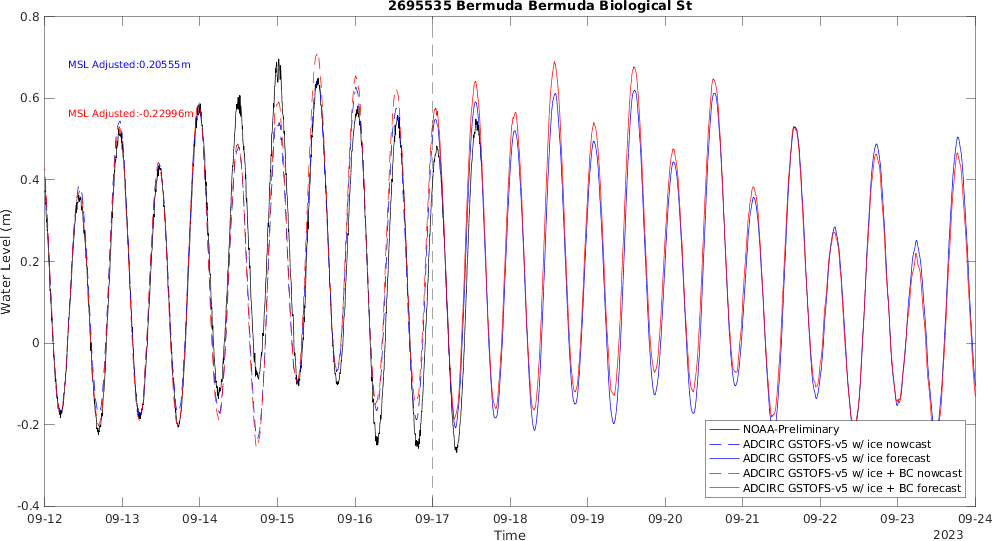 2695535 Bermuda Bermuda Biological St
0.8
MSL Adjusted:0.20555m
0.6
MSL Adjusted:-0.22996m
0.4
Water Level (m)
0.2
0
-0.2
NOAA-Preliminary
ADCIRC GSTOFS-v5 w/ ice nowcast
ADCIRC GSTOFS-v5 w/ ice forecast
ADCIRC GSTOFS-v5 w/ ice + BC nowcast
ADCIRC GSTOFS-v5 w/ ice + BC forecast
-0.4
09-12 09-13 09-14 09-15 09-16 09-17 09-18 09-19 09-20 09-21 09-22 09-23 09-24
Time
2023